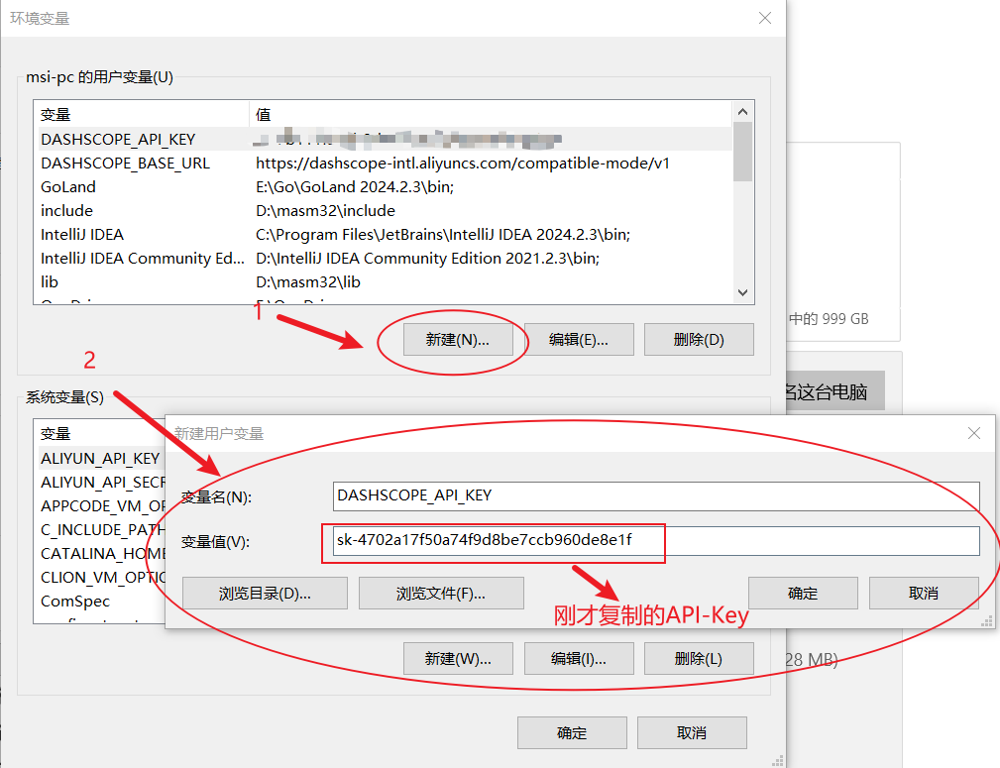 环境变量
msi-pc 的用户变量(U)
变量 值
DASHSCOPE_API_KEY
DASHSCOPE_BASE_URL https://dashscope-intl.aliyuncs.com/compatible-mode/v1
GoLand E:\Go\GoLand 2024.2.3\bin;
include D:\masm32\include
IntelliJ IDEA C:\Program Files\JetBrains\IntelliJ IDEA 2024.2.3\bin;
IntelliJ IDEA Community Ed... D:\IntelliJ IDEA Community Edition 2021.2.3\bin;
lib D:\masm32\lib
1
中的 999 GB
新建(N)... 编辑(E)... 删除(D)
2
系统变量(S)
名这台电脑
变量
新建用户变量
ALIYUN_API_KEY
ALIYUN_API_SECR
变量名(N): DASHSCOPE_API_KEY
APPCODE_VM_OP
C_INCLUDE_PATH
变量值(V): sk-4702a17f50a74f9d8be7ccb960de8e1f
CATALINA_HOME
CLION_VM_OPTIO
浏览目录(D)... 浏览文件(F)... 确定 取消
ComSpec
刚才复制的API-Key
新建(W)... 编辑(I)... 删除(L)
28 MB)
确定 取消